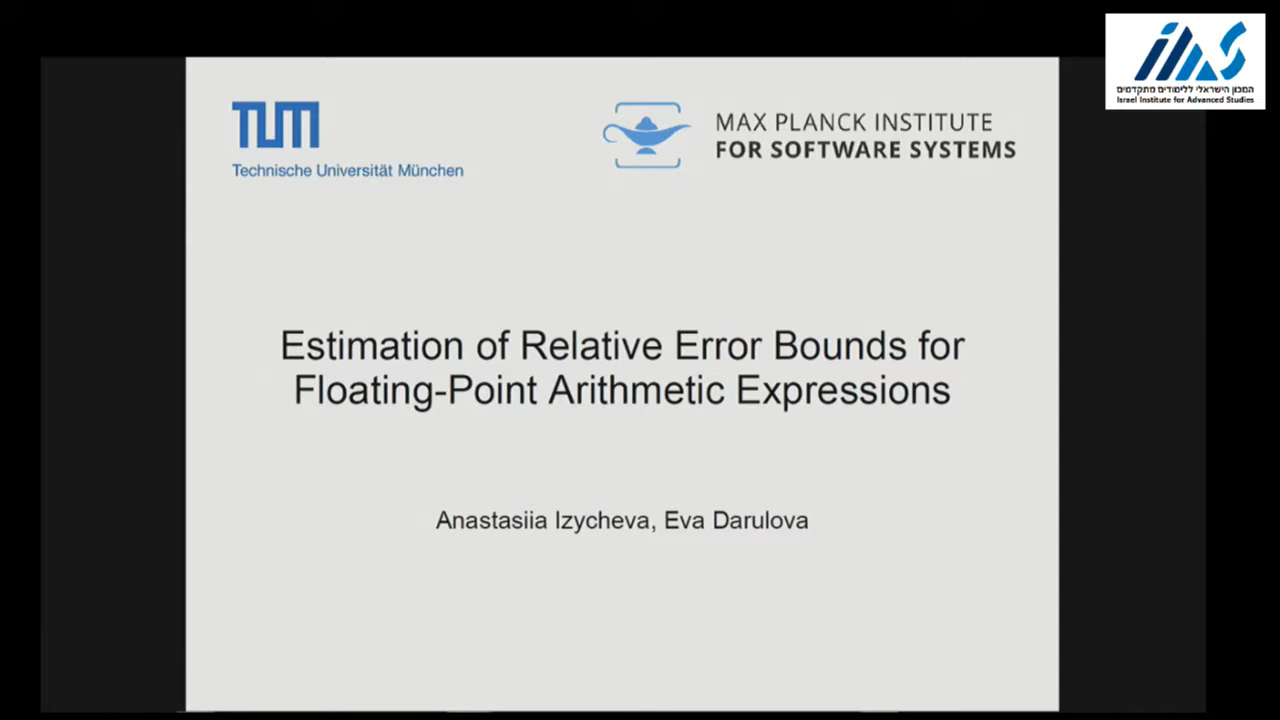 המכון הישראלי ללימודים מתקדמים
Israel Institute for Advanced Studies
TUM
Technische Universität München
MAX PLANCK INSTITUTE
FOR SOFTWARE SYSTEMS
Estimation of Relative Error Bounds for
Floating-Point Arithmetic Expressions
Anastasiia Izycheva, Eva Darulova